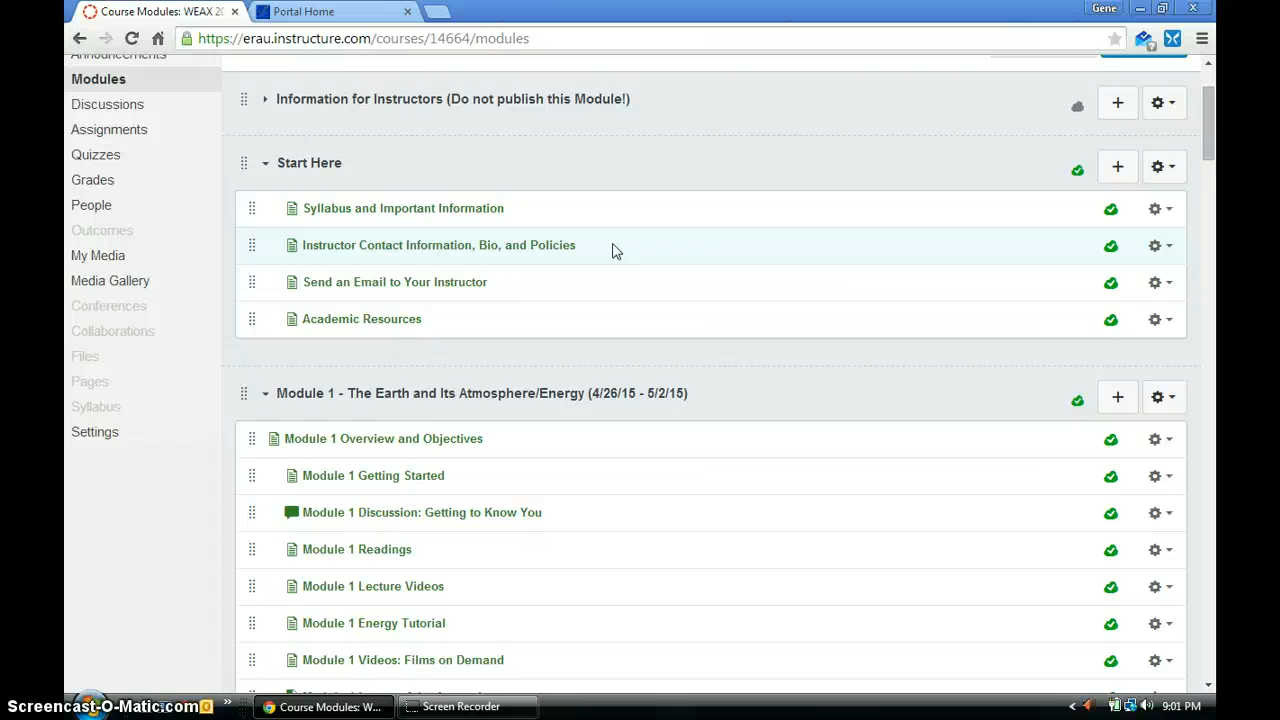 Course Modules: WEAX 20
Portal Home
Gene
https://erau.instructure.com/courses/14664/modules
Announcements
Modules
Discussions
Assignments
Quizzes
Grades
People
Outcomes
My Media
Media Gallery
Conferences
Collaborations
Files
Pages
Syllabus
Settings
Information for Instructors (Do not publish this Module!)
Start Here
Syllabus and Important Information
Instructor Contact Information, Bio, and Policies
Send an Email to Your Instructor
Academic Resources
Module 1 - The Earth and Its Atmosphere/Energy (4/26/15 - 5/2/15)
Module 1 Overview and Objectives
Module 1 Getting Started
Module 1 Discussion: Getting to Know You
Module 1 Readings
Module 1 Lecture Videos
Module 1 Energy Tutorial
Module 1 Videos: Films on Demand
Screencast-O-Matic.com
Course Modules: W...
Screen Recorder
9:01 PM